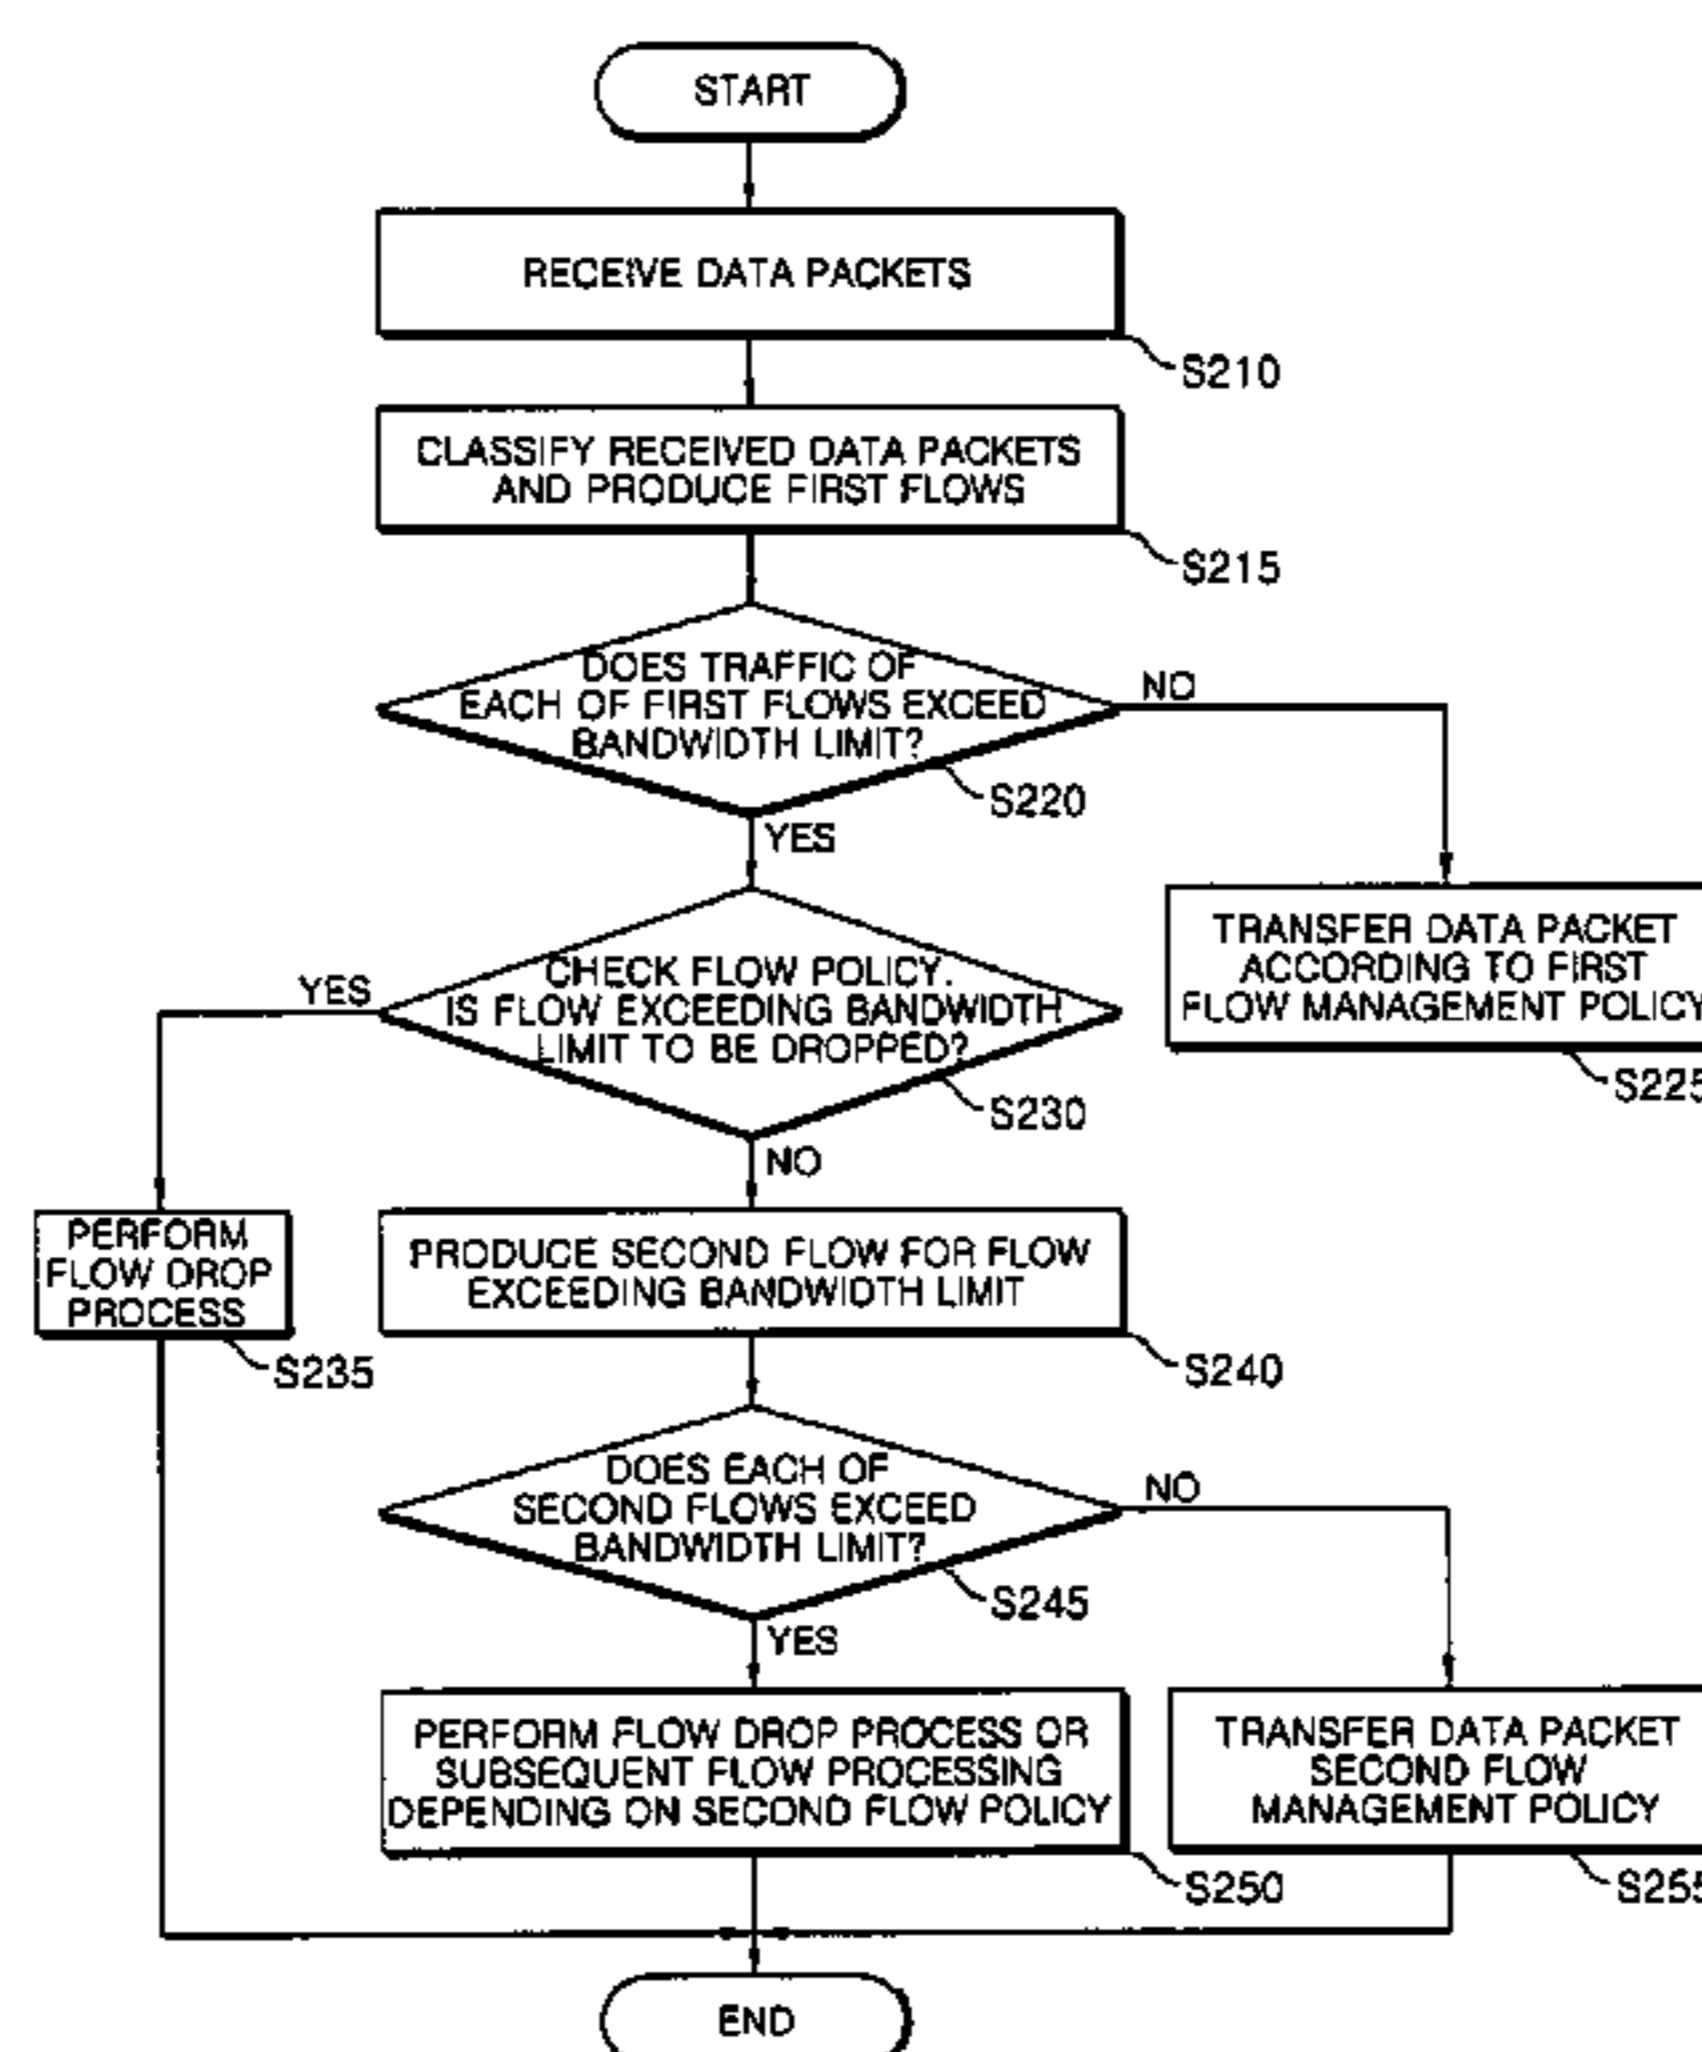 START
RECEIVE DATA PACKETS
S210
CLASSIFY RECEIVED DATA PACKETS
AND PRODUCE FIRST FLOWS
S215
DOES TRAFFIC OF
EACH OF FIRST FLOWS EXCEED
BANDWIDTH LIMIT?
NO
S220
YES
TRANSFER DATA PACKET
ACCORDING TO FIRST
FLOW MANAGEMENT POLICY
S225
CHECK FLOW POLICY.
IS FLOW EXCEEDING BANDWIDTH
LIMIT TO BE DROPPED?
YES
S230
NO
PERFORM
FLOW DROP
PROCESS
S235
PRODUCE SECOND FLOW FOR FLOW
EXCEEDING BANDWIDTH LIMIT
S240
DOES EACH OF
SECOND FLOWS EXCEED
BANDWIDTH LIMIT?
NO
S245
YES
PERFORM FLOW DROP PROCESS OR
SUBSEQUENT FLOW PROCESSING
DEPENDING ON SECOND FLOW POLICY
S250
TRANSFER DATA PACKET
SECOND FLOW
MANAGEMENT POLICY
S255
END